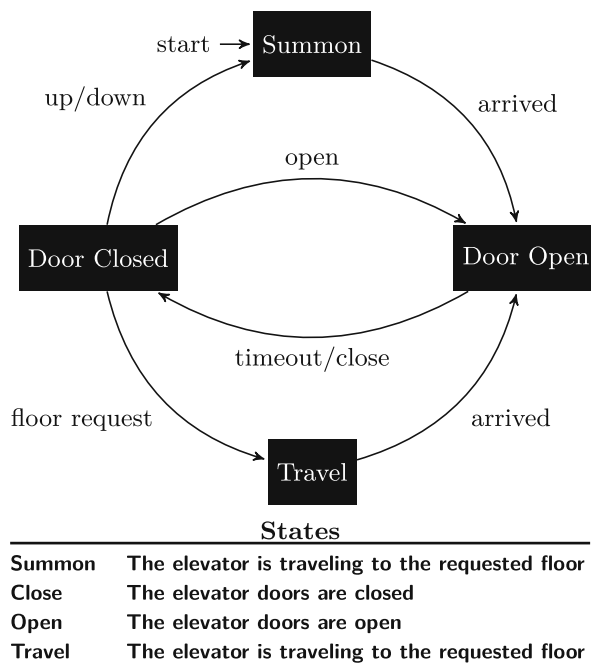 start
Summon
up/down
arrived
open
Door Closed
Door Open
timeout/close
floor request
arrived
Travel
States
Summon The elevator is traveling to the requested floor
Close The elevator doors are closed
Open The elevator doors are open
Travel The elevator is traveling to the requested floor